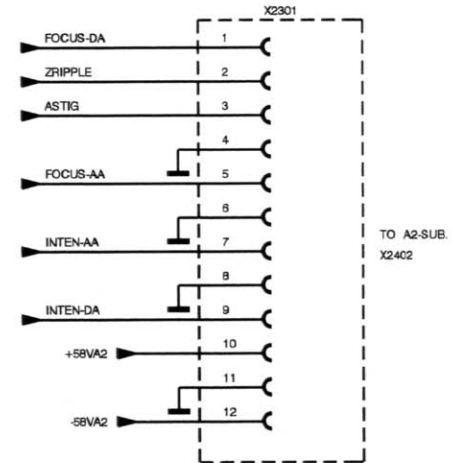 X2301
FOCUS-DA 1
ZRIPPLE 2
ASTIG 3
4
FOCUS-AA 5
6
INTEN-AA 7
TO A2-SUB.
X2402
8
INTEN-DA 9
+58VA2 10
11
-58VA2 12